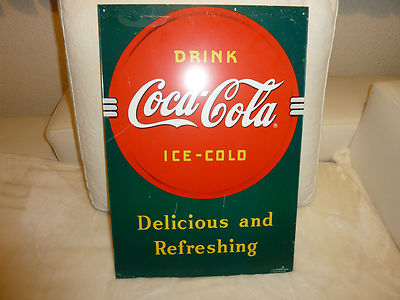 DRINK
Coca-Cola®
ICE-COLD
Delicious and
Refreshing